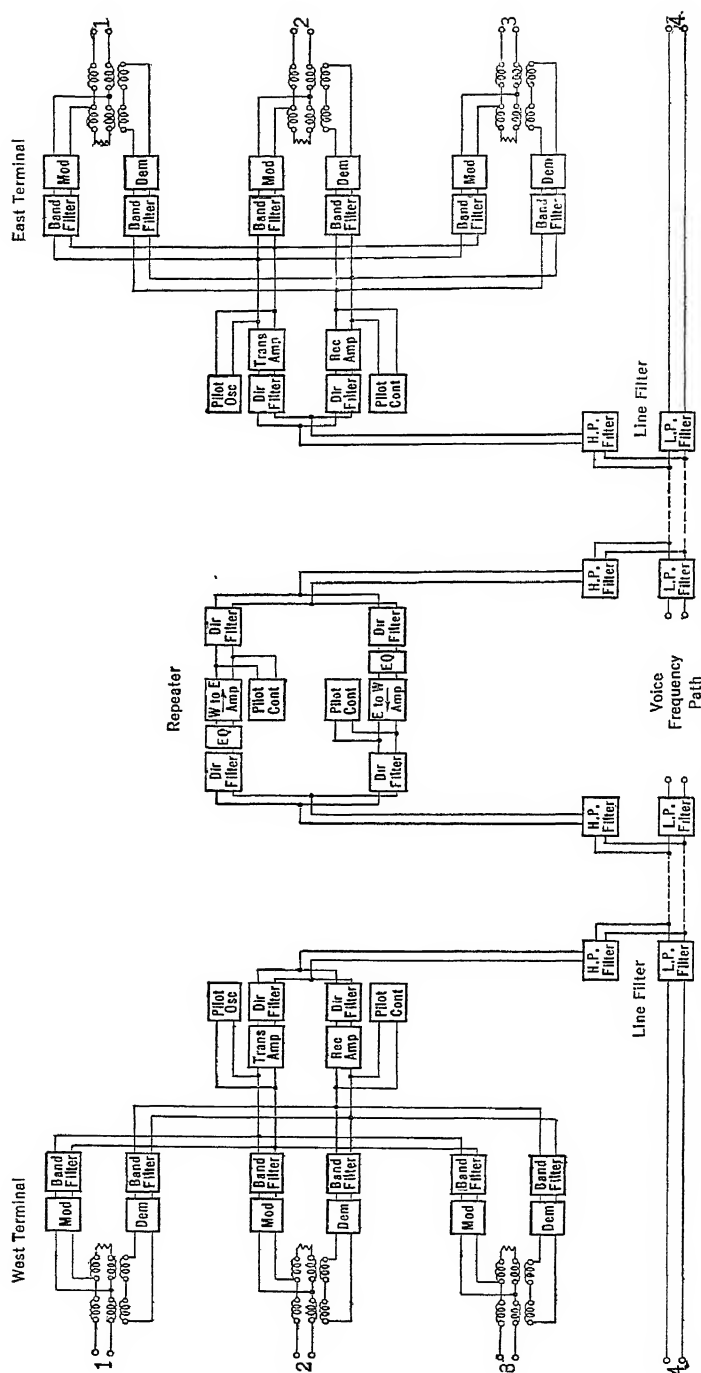 West Terminal
1
Mod
Band
Filter
Dem
Band
Filter
2
Mod
Band
Filter
Dem
Band
Filter
3
Mod
Band
Filter
Dem
Band
Filter
Pilot
Osc
Trans
Amp
Dir
Filter
Rec
Amp
Dir
Filter
Pilot
Cont
H.P.
Filter
Line Filter
4
L.P.
Filter
Repeater
Dir
Filter
EQ
W to E
Amp
Dir
Filter
Pilot
Cont
Pilot
Cont
Dir
Filter
E to W
Amp
EQ
Dir
Filter
H.P.
Filter
H.P.
Filter
L.P.
Filter
Voice
Frequency
Path
L.P.
Filter
East Terminal
Band
Filter
Mod
1
Band
Filter
Dem
Pilot
Osc
Dir
Filter
Trans
Amp
Band
Filter
Mod
2
Dir
Filter
Rec
Amp
Band
Filter
Dem
Pilot
Cont
Band
Filter
Mod
3
Band
Filter
Dem
H.P.
Filter
Line Filter
L.P.
Filter
4